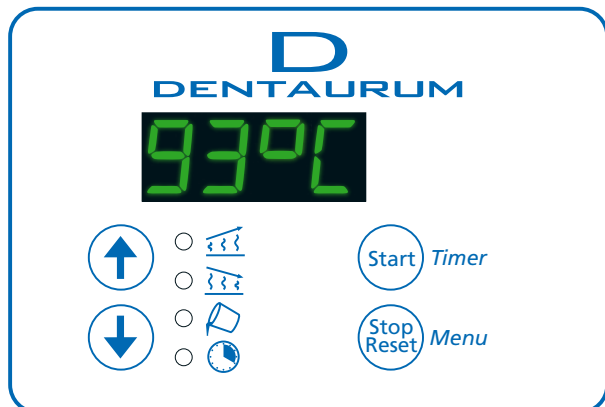 D
DENTAURUM
93°C
Start Timer
Stop
Reset Menu